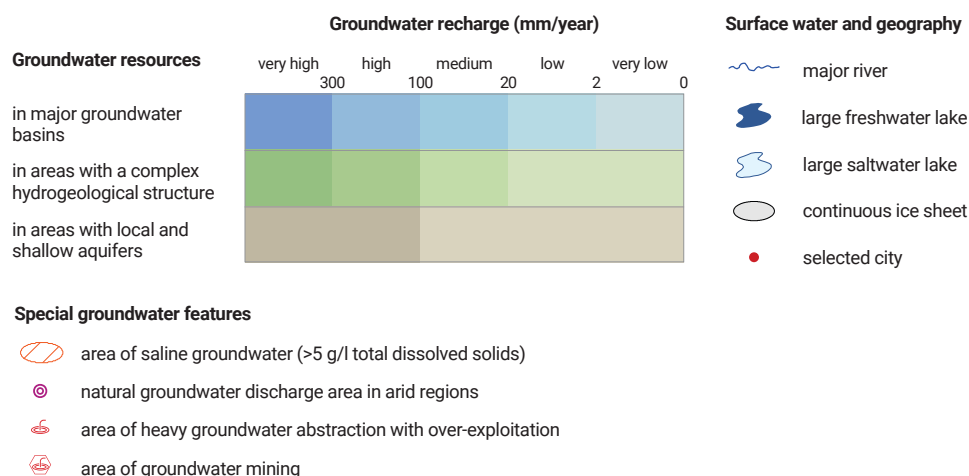 Groundwater recharge (mm/year)
Surface water and geography
Groundwater resources
very high high medium low very low
300 100 20 2 0
major river
in major groundwater
basins
large freshwater lake
in areas with a complex
hydrogeological structure
large saltwater lake
in areas with local and
shallow aquifers
continuous ice sheet
selected city
Special groundwater features
area of saline groundwater (>5 g/l total dissolved solids)
natural groundwater discharge area in arid regions
area of heavy groundwater abstraction with over-exploitation
area of groundwater mining